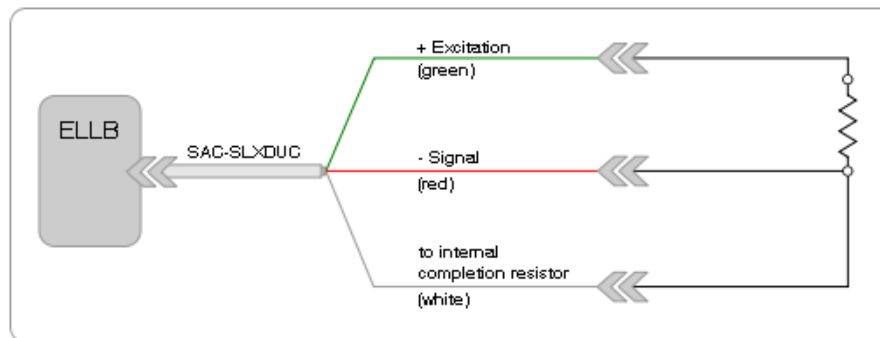 + Excitation
(green)
ELLB
SAC-SLXDUC
- Signal
(red)
to internal
completion resistor
(white)